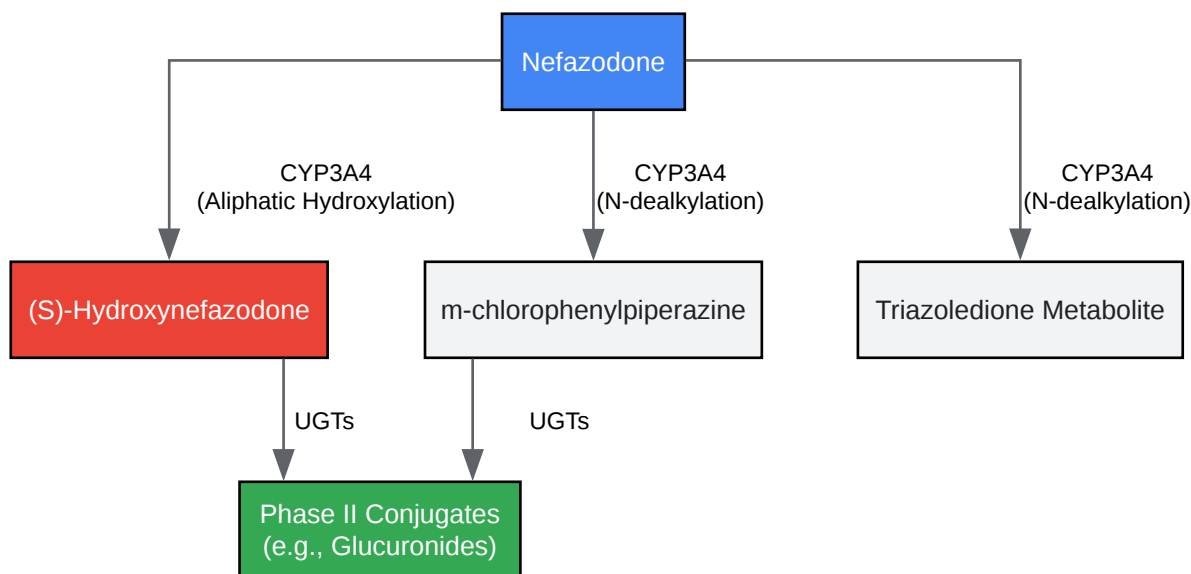 Nefazodone
CYP3A4
(Aliphatic Hydroxylation)
CYP3A4
(N-dealkylation)
CYP3A4
(N-dealkylation)
(S)-Hydroxynefazodone
m-chlorophenylpiperazine
Triazoledione Metabolite
UGTs
UGTs
Phase II Conjugates
(e.g., Glucuronides)